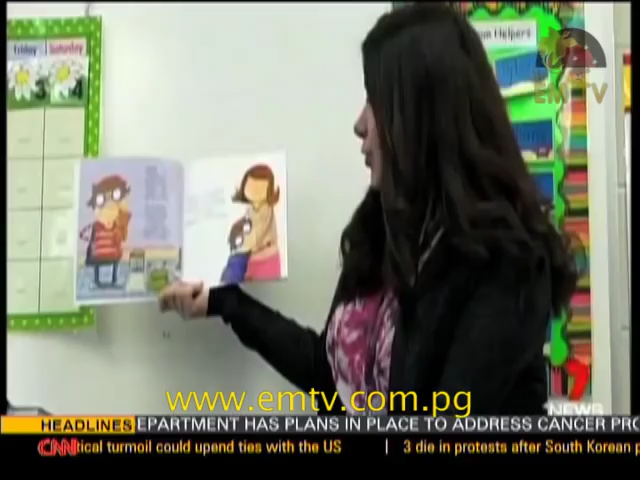 Friday Saturday
3 4
om Helpers
EMTV
www.emtv.com.pg
7
NEWS
HEADLINES EPARTMENT HAS PLANS IN PLACE TO ADDRESS CANCER PRO
CNN tical turmoil could upend ties with the US | 3 die in protests after South Korean p